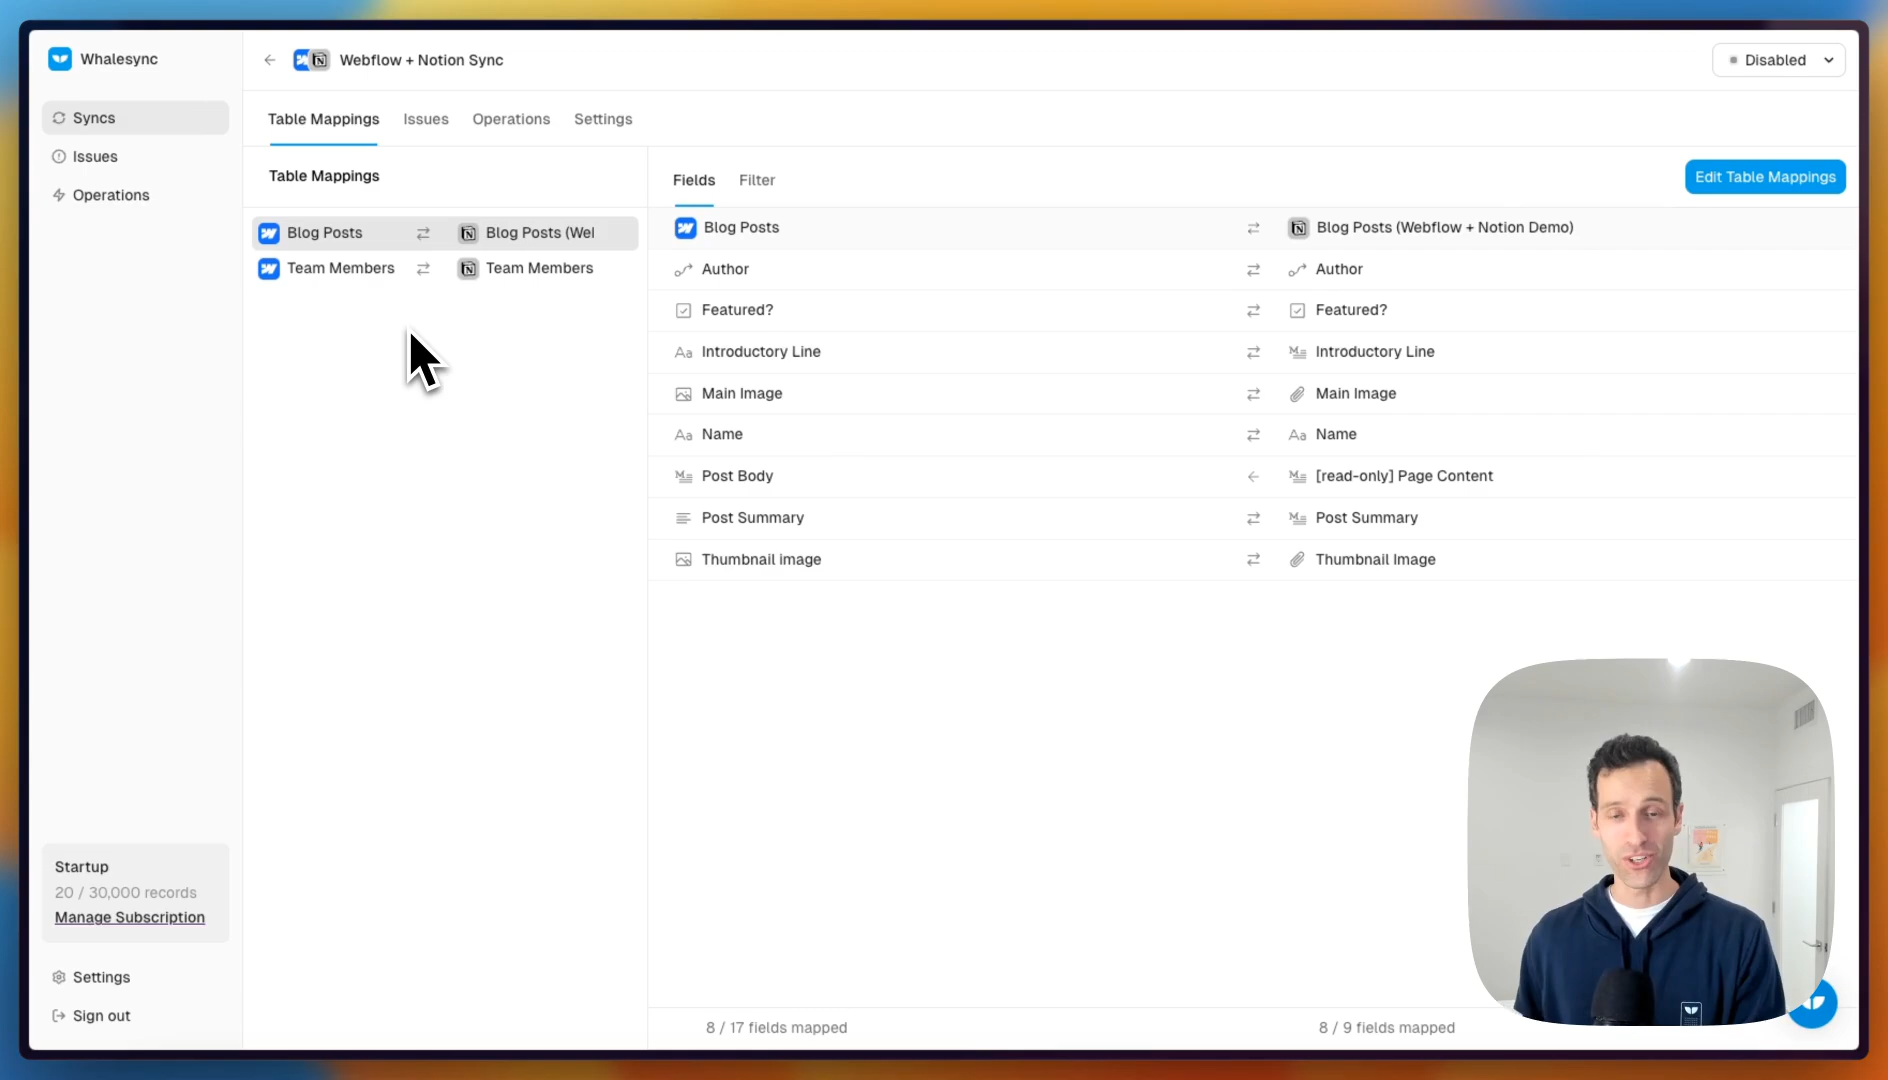 Whalesync
Syncs
Issues
Operations
Startup
20 / 30,000 records
Manage Subscription
Settings
Sign out
Webflow + Notion Sync
Disabled
Table Mappings Issues Operations Settings
Table Mappings
Blog Posts Blog Posts (Wel
Team Members Team Members
Fields Filter
Edit Table Mappings
Blog Posts Blog Posts (Webflow + Notion Demo)
Author Author
Featured? Featured?
Introductory Line Introductory Line
Main Image Main Image
Name Name
Post Body [read-only] Page Content
Post Summary Post Summary
Thumbnail image Thumbnail Image
8 / 17 fields mapped 8 / 9 fields mapped